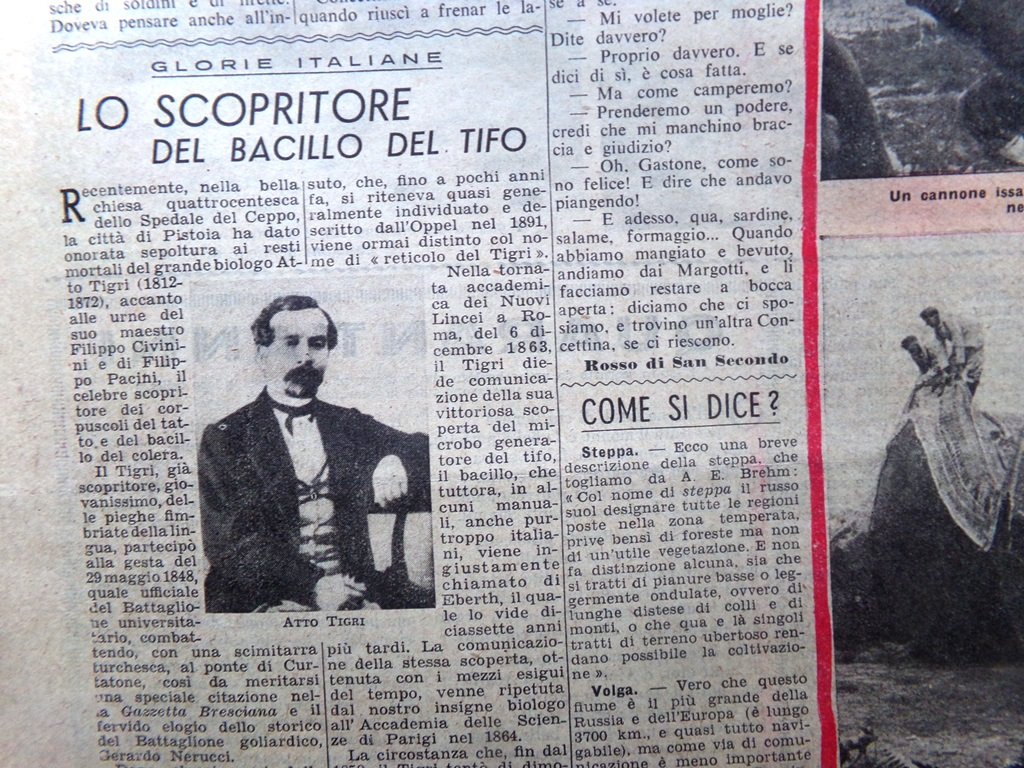 sche di soldini e di
Doveva pensare anche all'in-
quando riuscì a frenare le la-
GLORIE ITALIANE
LO SCOPRITORE
DEL BACILLO DEL TIFO
Recentemente, nella bella
chiesa quattrocentesca
dello Spedale del Ceppo,
la città di Pistoia ha dato
onorata sepoltura ai resti
mortali del grande biologo At-
to Tigri (1812-
1872), accanto
alle urne del
suo maestro
Filippo Civini-
ni e di Filip-
po Pacini, il
celebre scopri-
tore dei cor-
puscoli del tat-
to e del bacil-
lo del colera.
Il Tigri, già
scopritore, gio-
vanissimo, del-
le pieghe fim-
briate della lin-
gua, partecipò
alla gesta del
29 maggio 1848,
quale ufficiale
del Battaglio-
ne universita-
tario, combat-
tendo, con una scimitarra
turchesca, al ponte di Cur-
tatone, così da meritarsi
una speciale citazione nel-
la Gazzetta Bresciana e il
fervido elogio dello storico
del Battaglione goliardico,
Gerardo Nerucci.
ATTO TIGRI
suto, che, fino a pochi anni
fa, si riteneva quasi gene-
ralmente individuato e de-
scritto dall'Oppel nel 1891,
viene ormai distinto col no-
me di « reticolo del Tigri ».
Nella torna-
ta accademi-
ca dei Nuovi
Lincei a Ro-
ma, del 6 di-
cembre 1863,
il Tigri die-
de comunica-
zione della sua
vittoriosa sco-
perta del mi-
crobo genera-
tore del tifo,
il bacillo, che
tuttora, in al-
cuni manua-
li, anche pur-
troppo italia-
ni, viene in-
giustamente
chiamato di
Eberth, il qua-
le lo vide di-
ciassette anni
più tardi. La comunicazio-
ne della stessa scoperta, ot-
tenuta con i mezzi esigui
del tempo, venne ripetuta
dal nostro insigne biologo
all'Accademia delle Scien-
ze di Parigi nel 1864.
La circostanza che, fin dal
il Tigri tentò di dimo-
se a se.
— Mi volete per moglie?
Dite davvero?
— Proprio davvero. E se
dici di sì, è cosa fatta.
— Ma come camperemo?
— Prenderemo un podere,
credi che mi manchino brac-
cia e giudizio?
— Oh, Gastone, come so-
no felice! E dire che andavo
piangendo!
— E adesso, qua, sardine,
salame, formaggio... Quando
abbiamo mangiato e bevuto,
andiamo dai Margotti, e li
facciamo restare a bocca
aperta: diciamo che ci spo-
siamo, e trovino un'altra Con-
cettina, se ci riescono.
Rosso di San Secondo
COME SI DICE?
Steppa. — Ecco una breve
descrizione della steppa, che
togliamo da A. E. Brehm:
« Col nome di steppa il russo
suol designare tutte le regioni
poste nella zona temperata,
prive bensì di foreste ma non
di un'utile vegetazione. E non
fa distinzione alcuna, sia che
si tratti di pianure basse o leg-
germente ondulate, ovvero di
lunghe distese di colli e di
monti, o che qua e là singoli
tratti di terreno ubertoso ren-
dano possibile la coltivazio-
ne ».
Volga. — Vero che questo
fiume è il più grande della
Russia e dell'Europa (è lungo
3700 km., e quasi tutto navi-
gabile), ma come via di comu-
nicazione è meno importante
Un cannone issa
ne